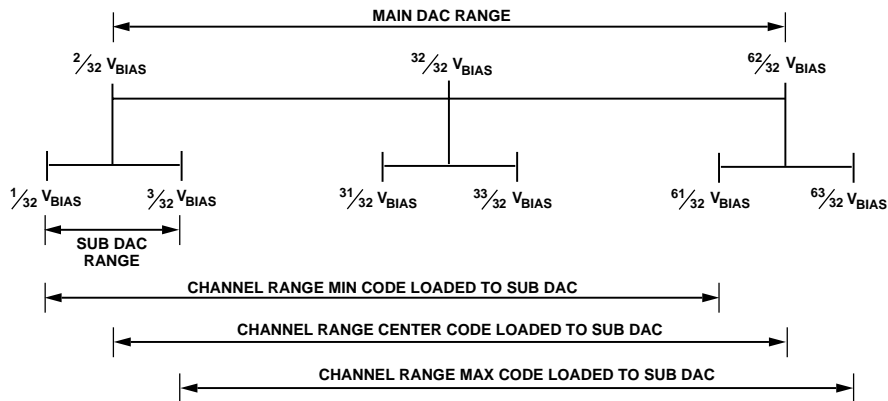 MAIN DAC RANGE
2/32 VBIAS 32/32 VBIAS 62/32 VBIAS
1/32 VBIAS 3/32 VBIAS 31/32 VBIAS 33/32 VBIAS 61/32 VBIAS 63/32 VBIAS
SUB DAC
RANGE
CHANNEL RANGE MIN CODE LOADED TO SUB DAC
CHANNEL RANGE CENTER CODE LOADED TO SUB DAC
CHANNEL RANGE MAX CODE LOADED TO SUB DAC